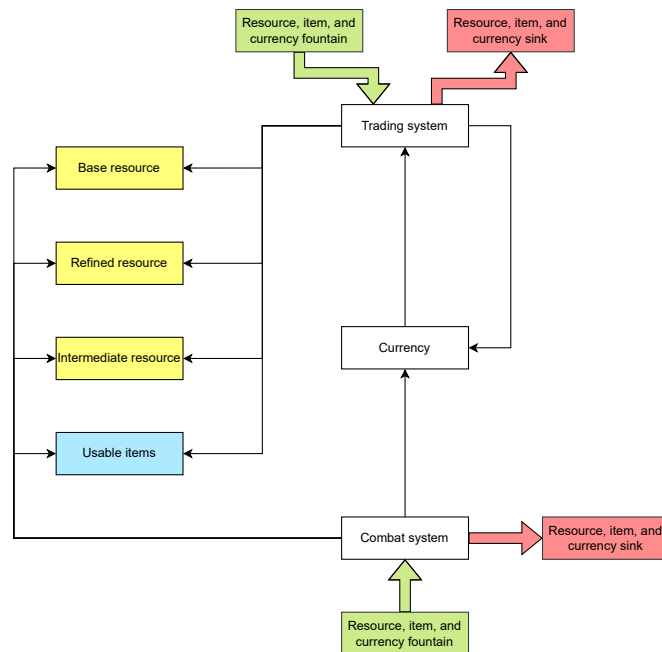 Resource, item, and
currency fountain
Resource, item, and
currency sink
Trading system
Base resource
Refined resource
Intermediate resource
Currency
Usable items
Combat system
Resource, item, and
currency sink
Resource, item, and
currency fountain